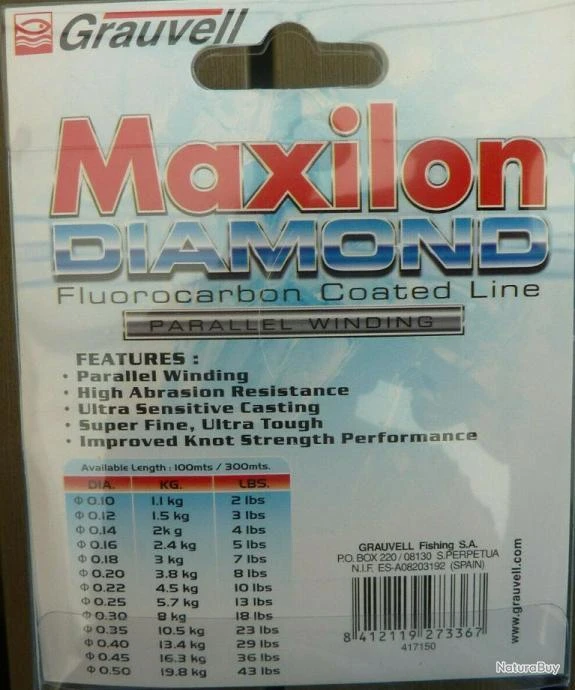 Grauvell
Maxilon
DIAMOND
Fluorocarbon Coated Line
PARALLEL WINDING
FEATURES :
• Parallel Winding
• High Abrasion Resistance
• Ultra Sensitive Casting
• Super Fine, Ultra Tough
• Improved Knot Strength Performance
Available Length : 100mts / 300mts.
DIA. KG. LBS.
Φ 0.10 1.1 kg 2 lbs
Φ 0.12 1.5 kg 3 lbs
Φ 0.14 2k g 4 lbs
Φ 0.16 2.4 kg 5 lbs
Φ 0.18 3 kg 7 lbs
Φ 0.20 3.8 kg 8 lbs
Φ 0.22 4.5 kg 10 lbs
Φ 0.25 5.7 kg 13 lbs
Φ 0.30 8 kg 18 lbs
Φ 0.35 10.5 kg 23 lbs
Φ 0.40 13.4 kg 29 lbs
Φ 0.45 16.3 kg 36 lbs
Φ 0.50 19.8 kg 43 lbs
GRAUVELL Fishing S.A.
P.O. BOX 220 / 08130 S.PERPETUA
N.I.F. ES-A08203192 (SPAIN)
8 412119 273367
417150
www.grauvell.com
NaturaBuy